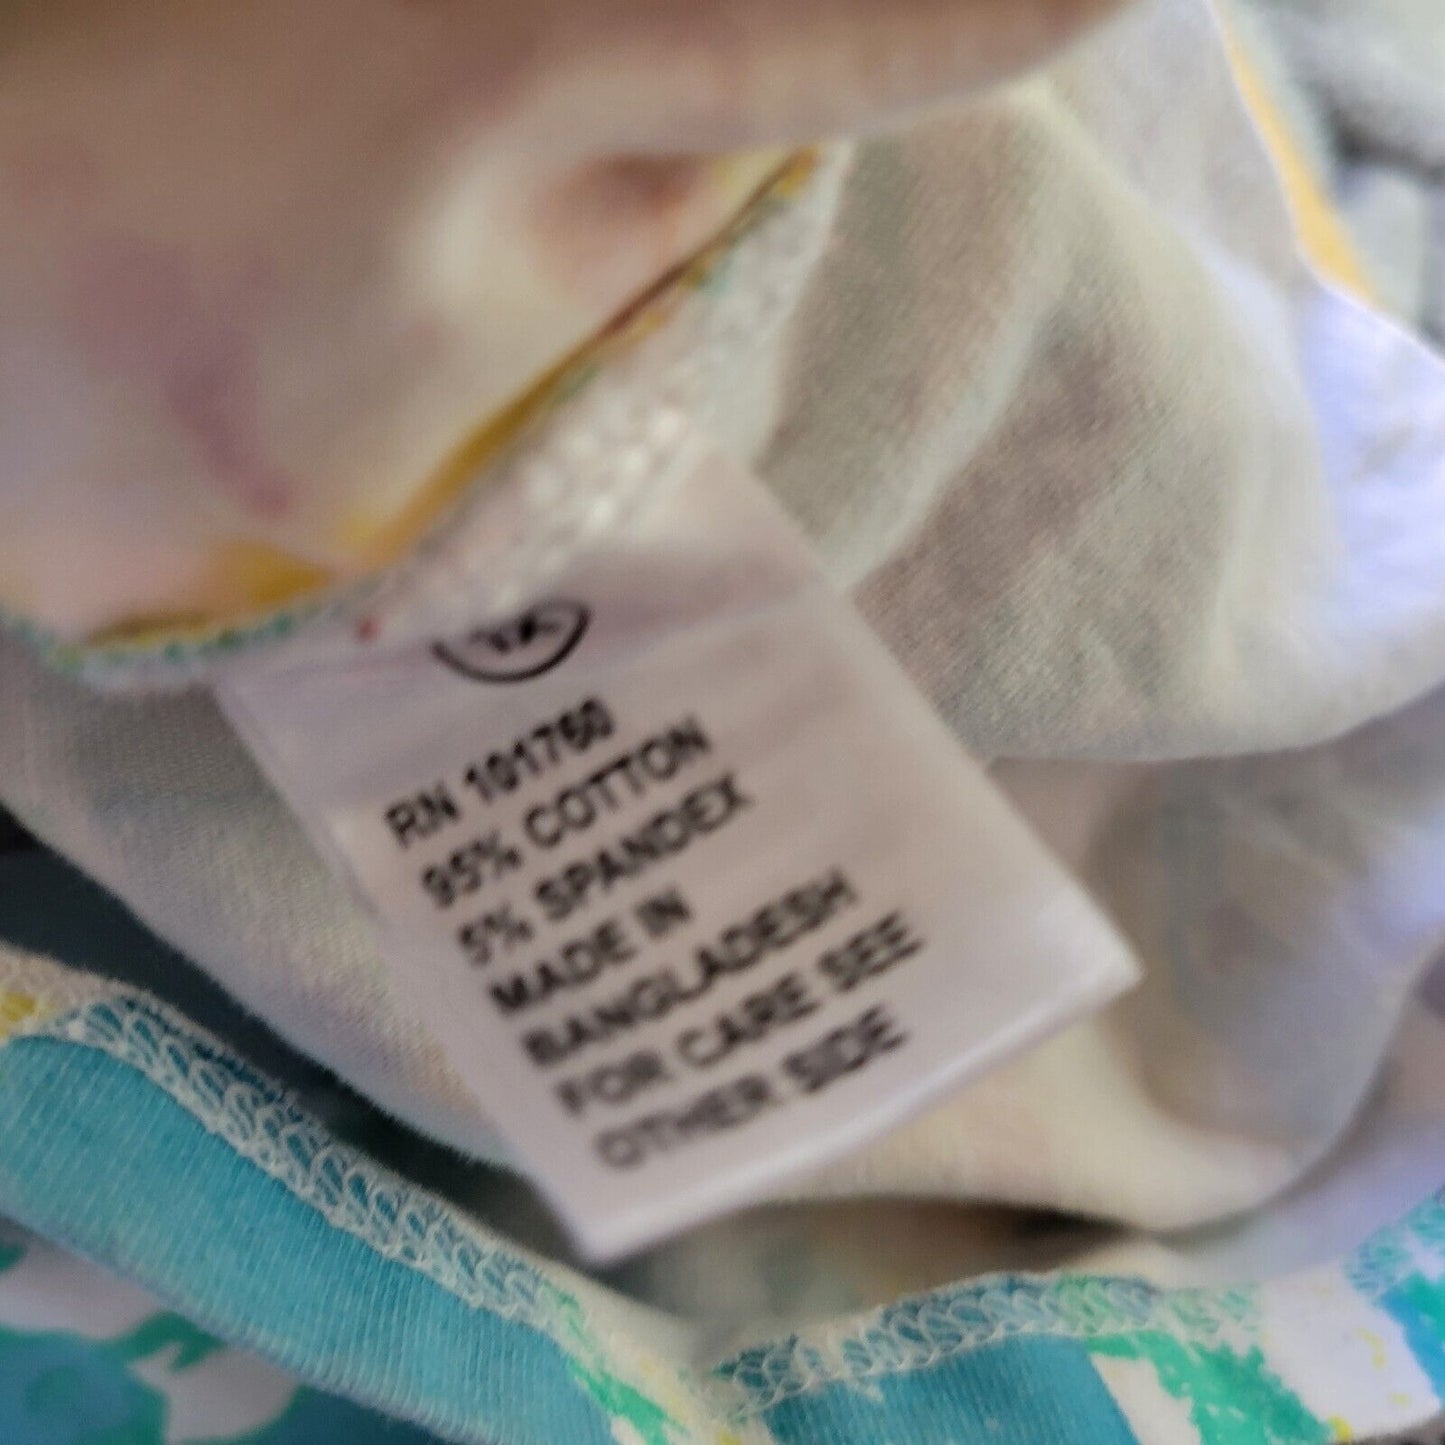 RN 101760
95% COTTON
5% SPANDEX
MADE IN
BANGLADESH
FOR CARE SEE
OTHER SIDE